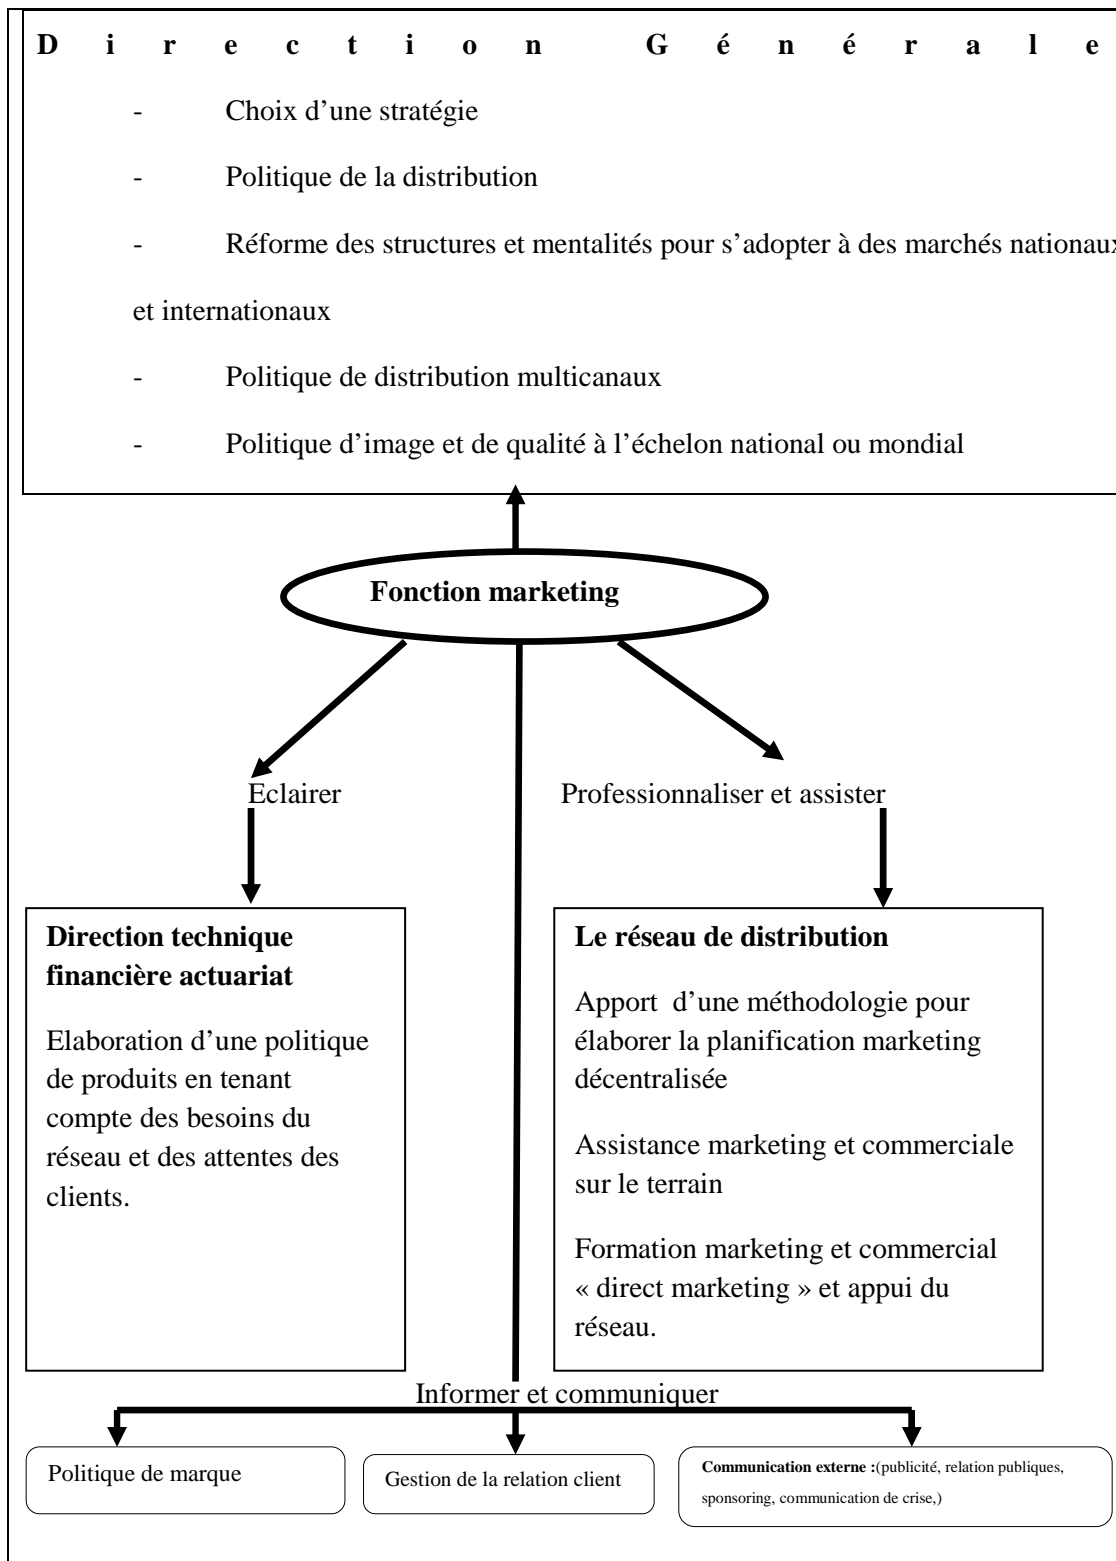 Direction Générale
- Choix d’une stratégie
- Politique de la distribution
- Réforme des structures et mentalités pour s’adopter à des marchés nationaux
et internationaux
- Politique de distribution multicanaux
- Politique d’image et de qualité à l’échelon national ou mondial
Fonction marketing
Eclairer
Professionnaliser et assister
Direction technique
financière actuariat
Elaboration d’une politique
de produits en tenant
compte des besoins du
réseau et des attentes des
clients.
Le réseau de distribution
Apport d’une méthodologie pour
élaborer la planification marketing
décentralisée
Assistance marketing et commerciale
sur le terrain
Formation marketing et commercial
« direct marketing » et appui du
réseau.
Informer et communiquer
Politique de marque
Gestion de la relation client
Communication externe :(publicité, relation publiques,
sponsoring, communication de crise,)